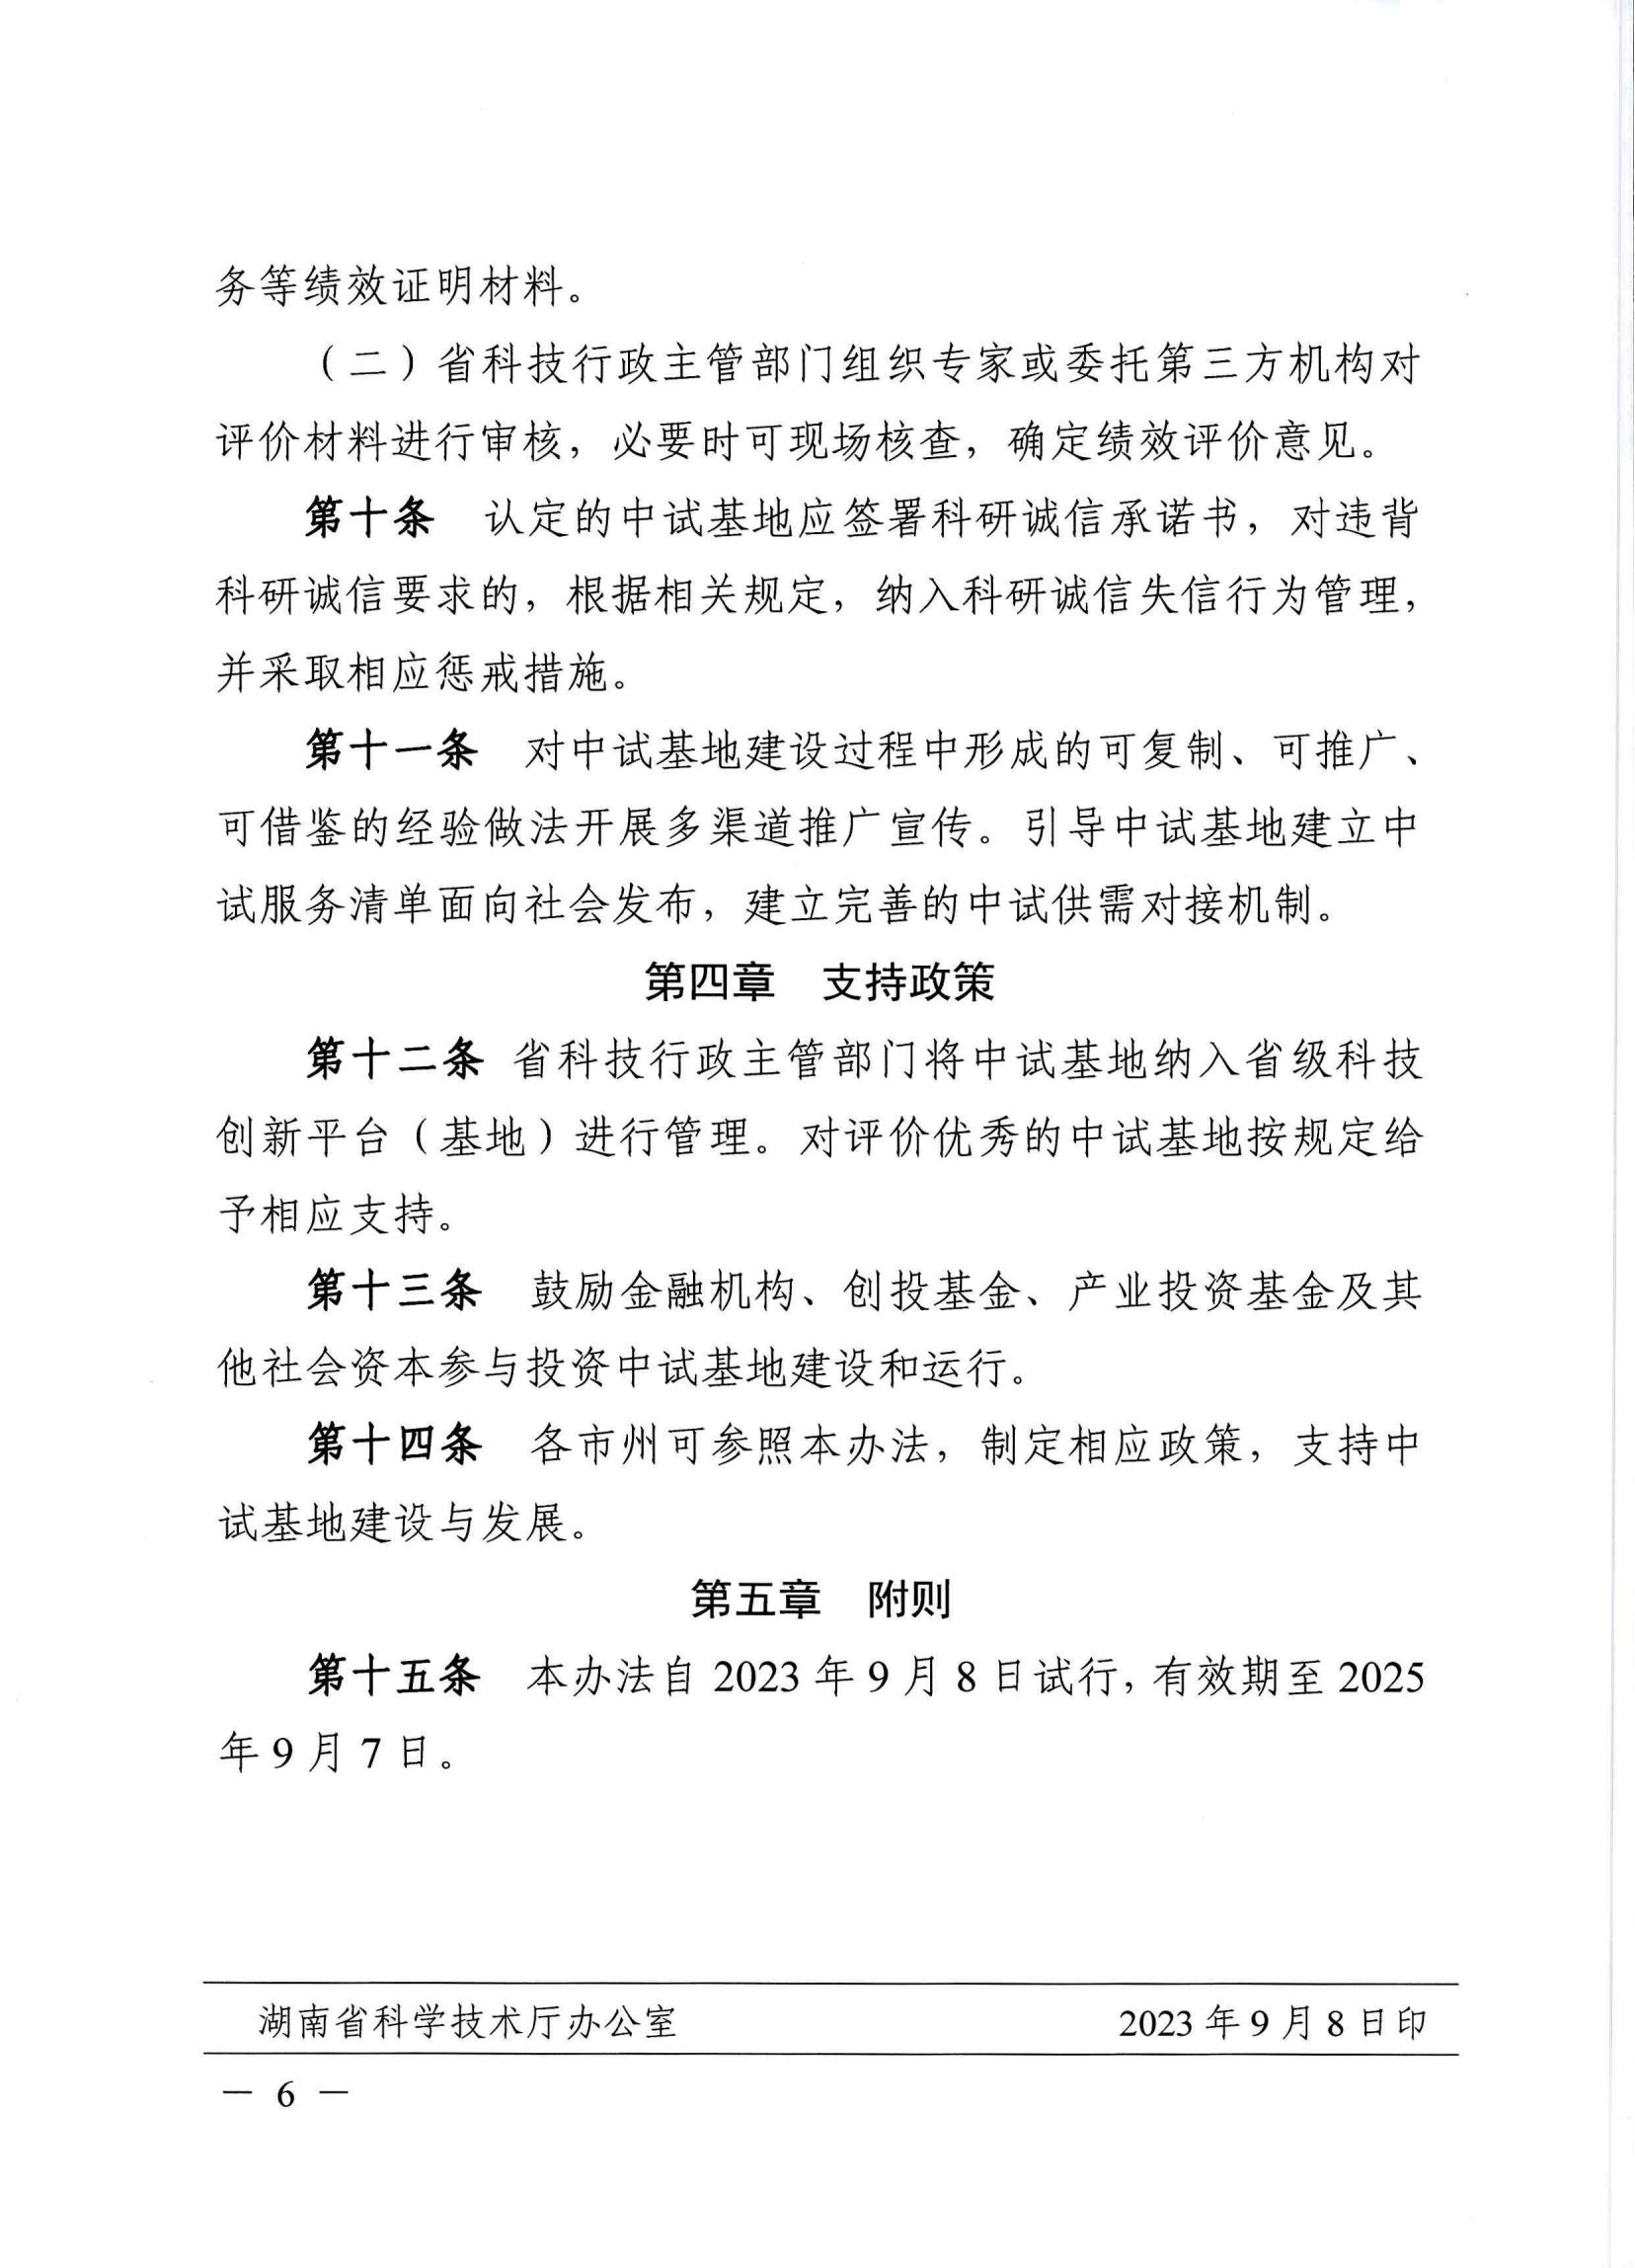 务等绩效证明材料。
（二）省科技行政主管部门组织专家或委托第三方机构对
评价材料进行审核，必要时可现场核查，确定绩效评价意见。
第十条　认定的中试基地应签署科研诚信承诺书，对违背
科研诚信要求的，根据相关规定，纳入科研诚信失信行为管理，
并采取相应惩戒措施。
第十一条　对中试基地建设过程中形成的可复制、可推广、
可借鉴的经验做法开展多渠道推广宣传。引导中试基地建立中
试服务清单面向社会发布，建立完善的中试供需对接机制。
第四章　支持政策
第十二条 省科技行政主管部门将中试基地纳入省级科技
创新平台（基地）进行管理。对评价优秀的中试基地按规定给
予相应支持。
第十三条　鼓励金融机构、创投基金、产业投资基金及其
他社会资本参与投资中试基地建设和运行。
第十四条　各市州可参照本办法，制定相应政策，支持中
试基地建设与发展。
第五章　附则
第十五条　本办法自 2023 年 9 月 8 日试行，有效期至 2025
年 9 月 7 日。
湖南省科学技术厅办公室　2023 年 9 月 8 日印
— 6 —